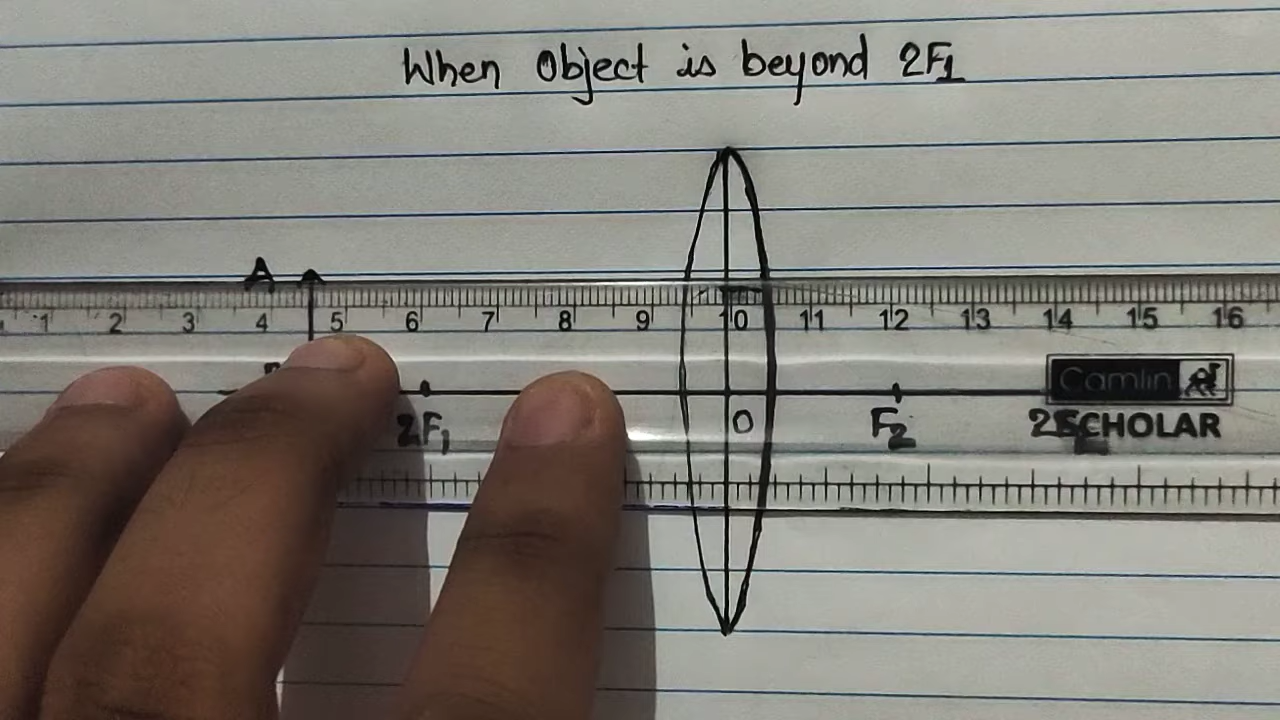 When Object is beyond 2F1
A
1 2 3 4 5 6 7 8 9 10 11 12 13 14 15 16
Camlin
2F1 O F2 2F2
SCHOLAR